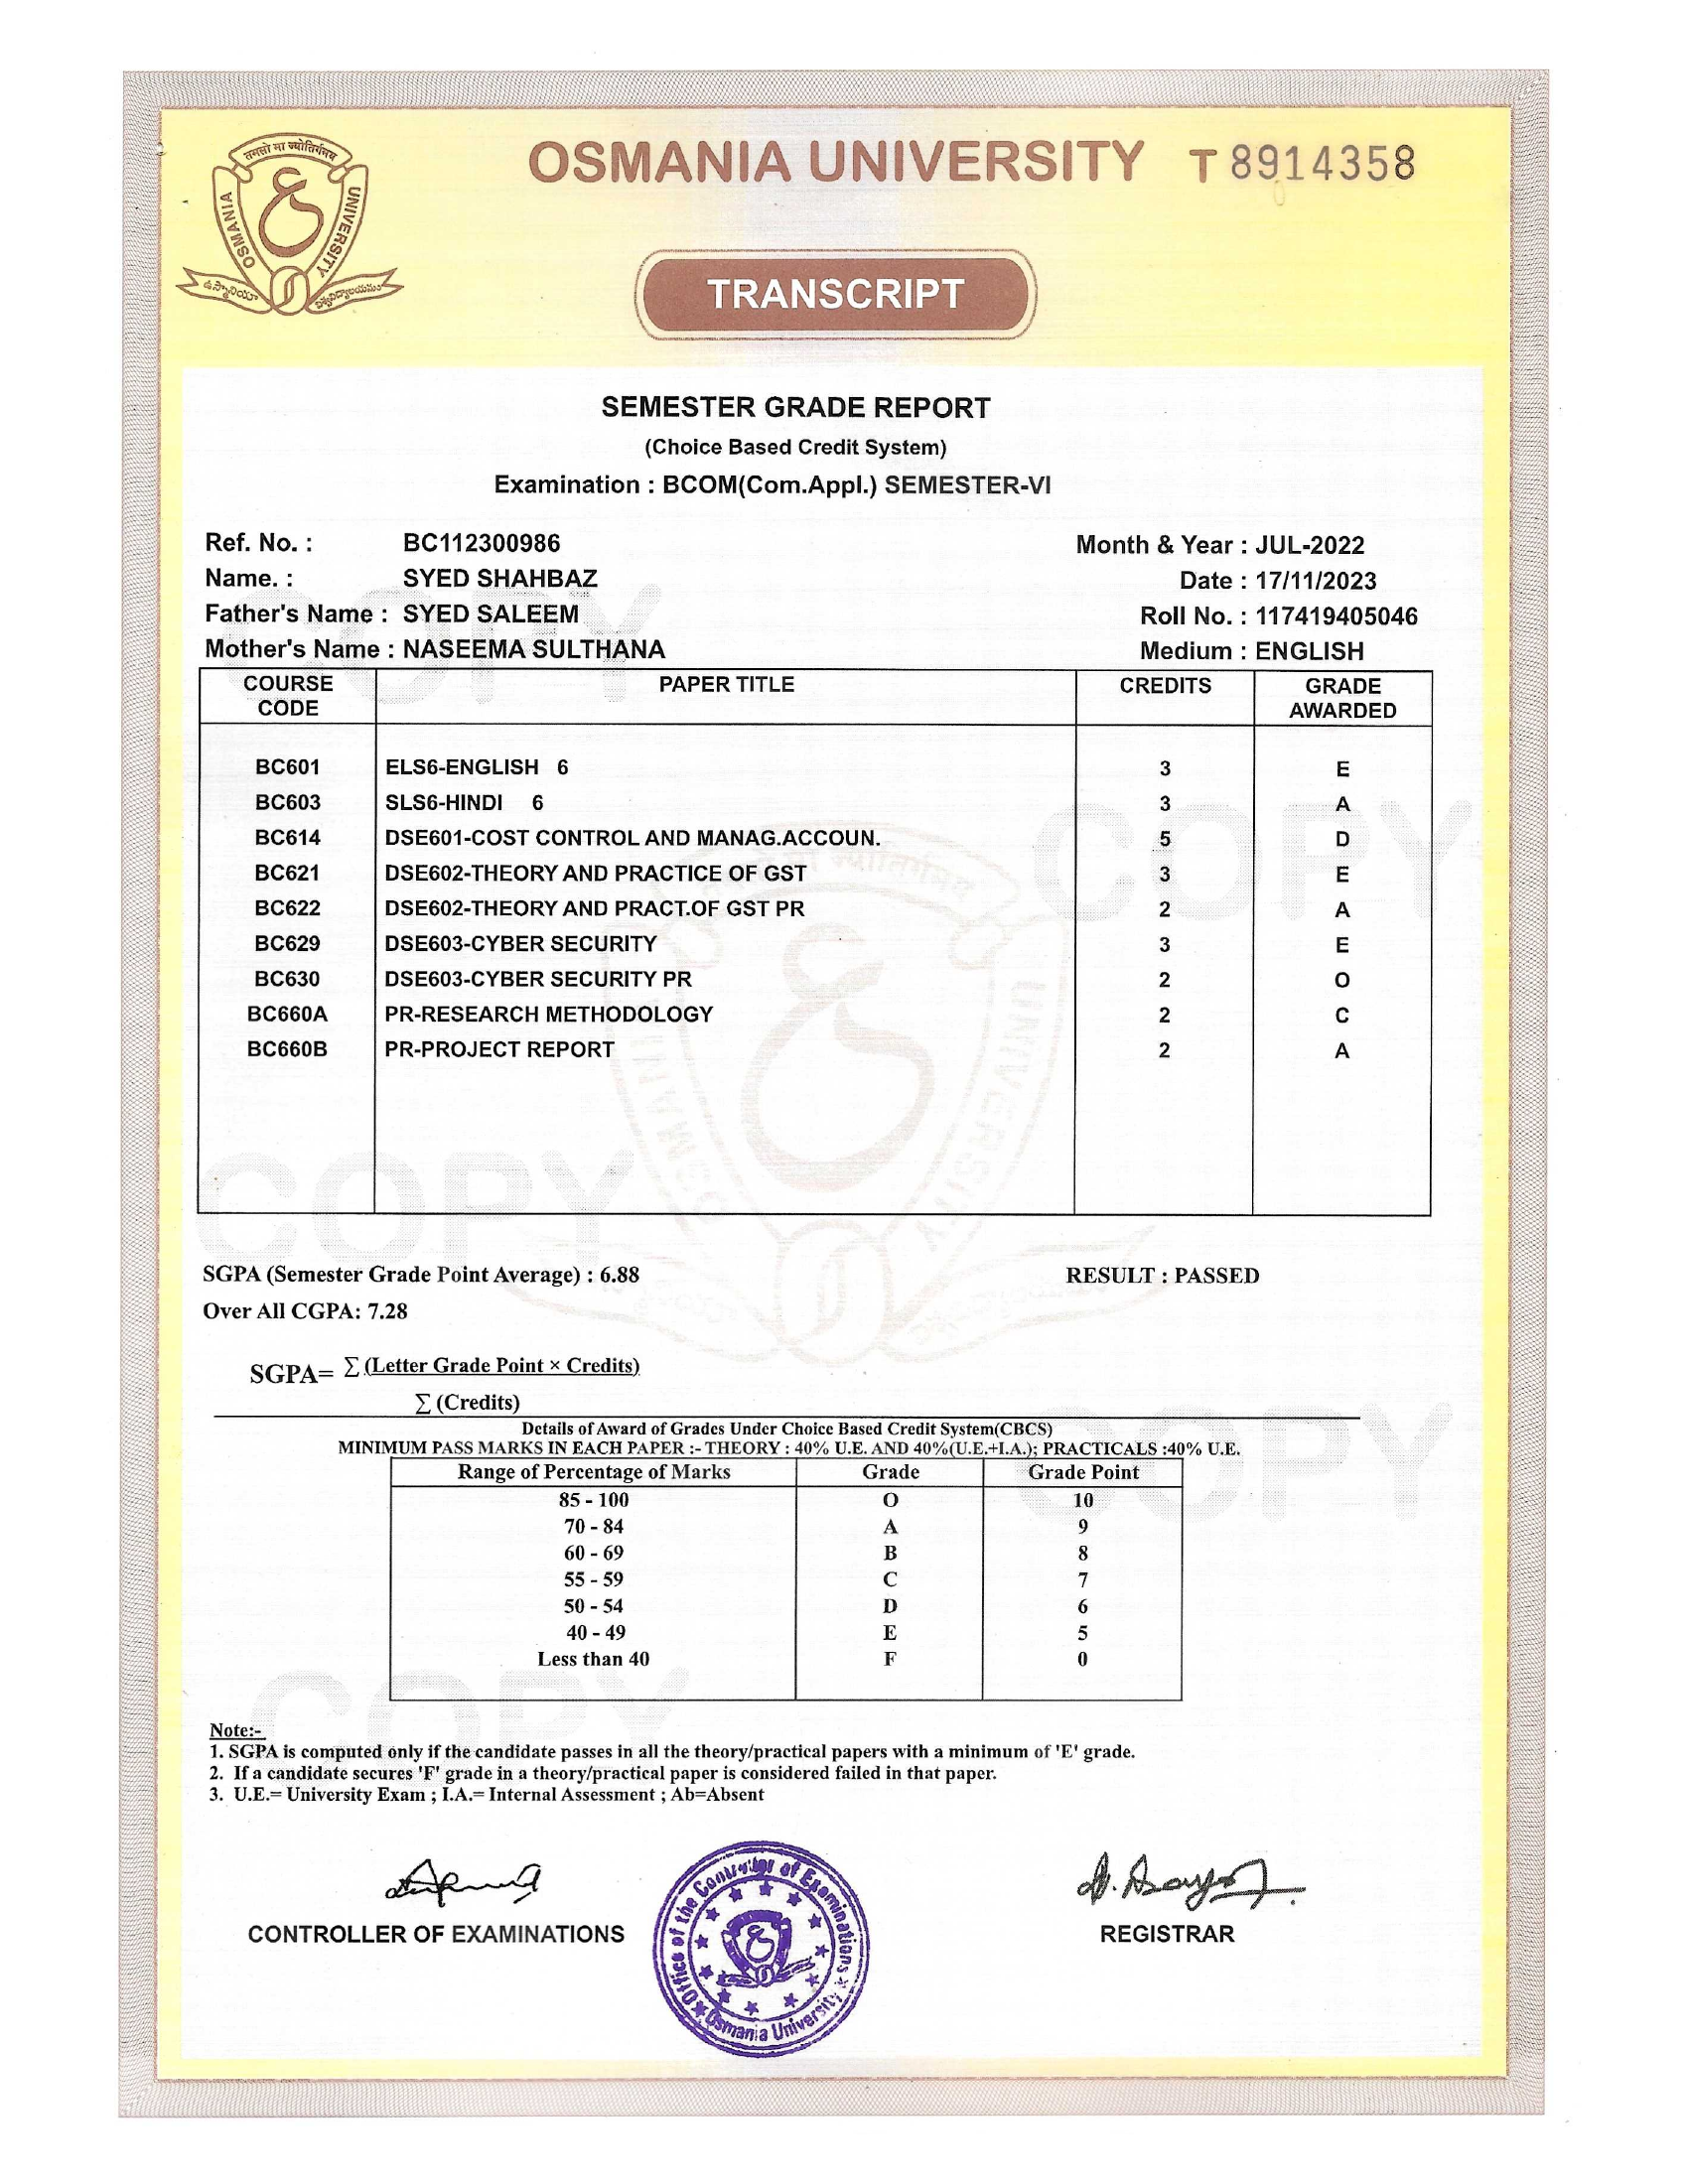 तमसो मा ज्योतिर्गमय
OSMANIA UNIVERSITY
ఉస్మానియా విశ్వవిద్యాలయము
OSMANIA UNIVERSITY T 8914358
TRANSCRIPT
SEMESTER GRADE REPORT
(Choice Based Credit System)
Examination : BCOM(Com.Appl.) SEMESTER-VI
Ref. No. : BC112300986 Month & Year : JUL-2022
Name. : SYED SHAHBAZ Date : 17/11/2023
Father's Name : SYED SALEEM Roll No. : 117419405046
Mother's Name : NASEEMA SULTHANA Medium : ENGLISH
COURSE CODE PAPER TITLE CREDITS GRADE AWARDED
BC601 ELS6-ENGLISH 6 3 E
BC603 SLS6-HINDI 6 3 A
BC614 DSE601-COST CONTROL AND MANAG.ACCOUN. 5 D
BC621 DSE602-THEORY AND PRACTICE OF GST 3 E
BC622 DSE602-THEORY AND PRACT.OF GST PR 2 A
BC629 DSE603-CYBER SECURITY 3 E
BC630 DSE603-CYBER SECURITY PR 2 O
BC660A PR-RESEARCH METHODOLOGY 2 C
BC660B PR-PROJECT REPORT 2 A
COPY
COPY
COPY
COPY
COPY
SGPA (Semester Grade Point Average) : 6.88 RESULT : PASSED
Over All CGPA: 7.28
SGPA= ∑ (Letter Grade Point × Credits)
∑ (Credits)
Details of Award of Grades Under Choice Based Credit System(CBCS)
MINIMUM PASS MARKS IN EACH PAPER :- THEORY : 40% U.E. AND 40%(U.E.+I.A.); PRACTICALS :40% U.E.
Range of Percentage of Marks Grade Grade Point
85 - 100 O 10
70 - 84 A 9
60 - 69 B 8
55 - 59 C 7
50 - 54 D 6
40 - 49 E 5
Less than 40 F 0
Note:-
1. SGPA is computed only if the candidate passes in all the theory/practical papers with a minimum of 'E' grade.
2. If a candidate secures 'F' grade in a theory/practical paper is considered failed in that paper.
3. U.E.= University Exam ; I.A.= Internal Assessment ; Ab=Absent
CONTROLLER OF EXAMINATIONS REGISTRAR
Office of the Controller of Examinations
Osmania University